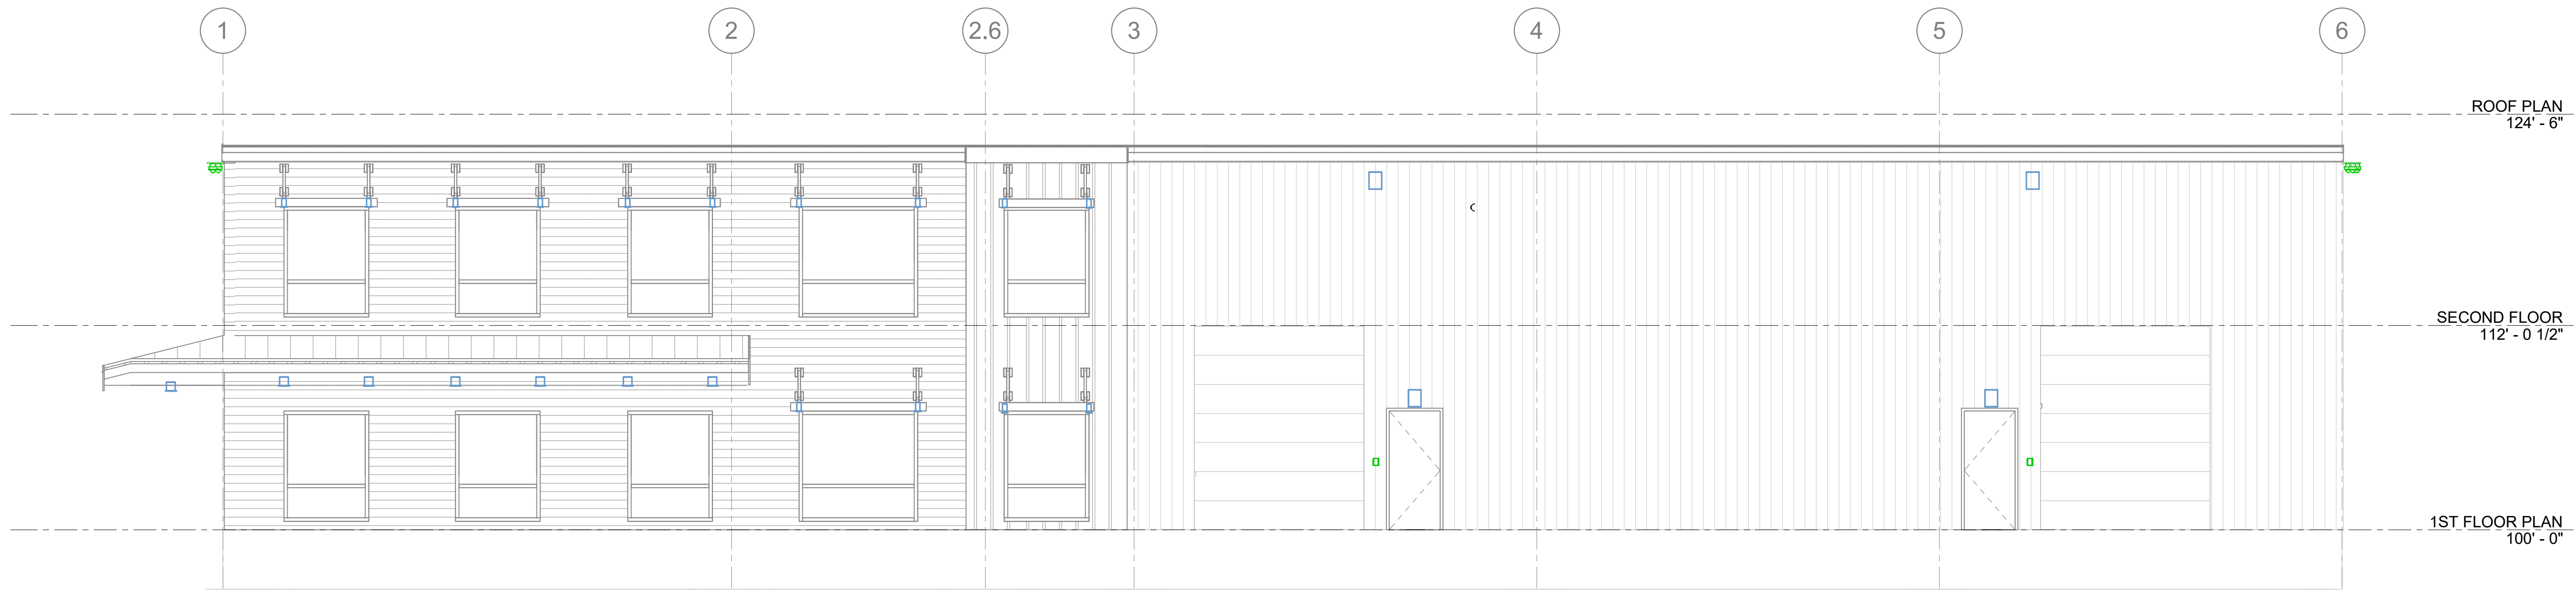 1
2
2.6
3
4
5
6
ROOF PLAN
124' - 6"
SECOND FLOOR
112' - 0 1/2"
1ST FLOOR PLAN
100' - 0"